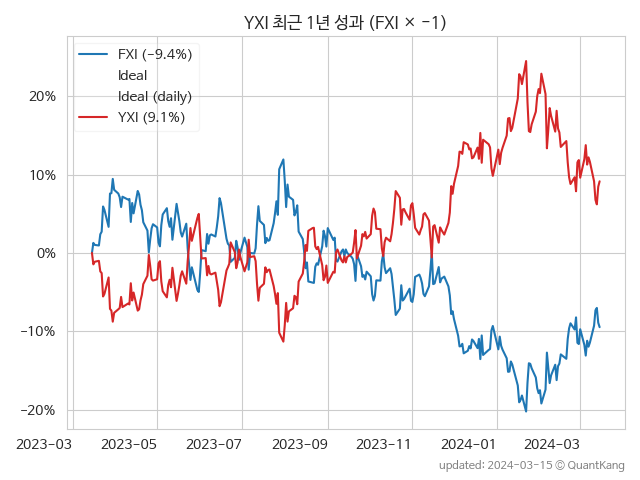 YXI 최근 1년 성과 (FXI × −1)
FXI (−9.4%)
Ideal
Ideal (daily)
YXI (9.1%)
20%
10%
0%
−10%
−20%
2023-03 2023-05 2023-07 2023-09 2023-11 2024-01 2024-03
updated: 2024-03-15 © QuantKang